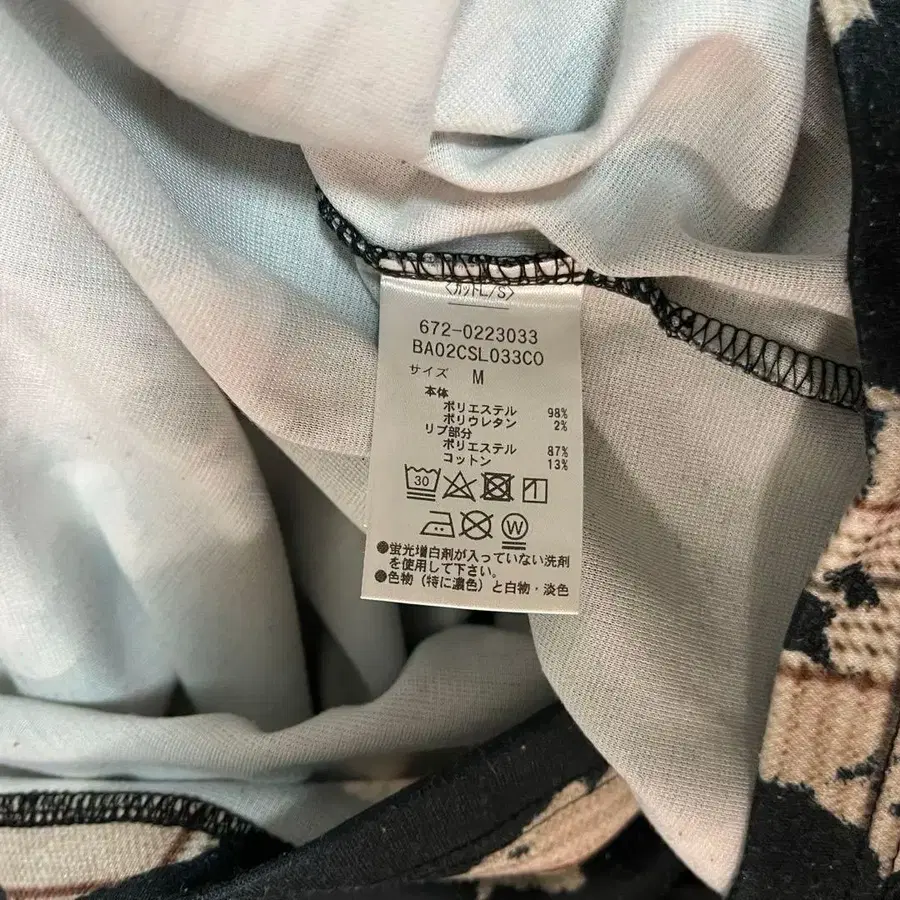 〈カットL/S〉
672-0223033
BA02CSL033CO
サイズ M
本体
ポリエステル 98%
ポリウレタン 2%
リブ部分
ポリエステル 87%
コットン 13%
30
W
●蛍光増白剤が入っていない洗剤
を使用して下さい。
●色物(特に濃色)と白物・淡色